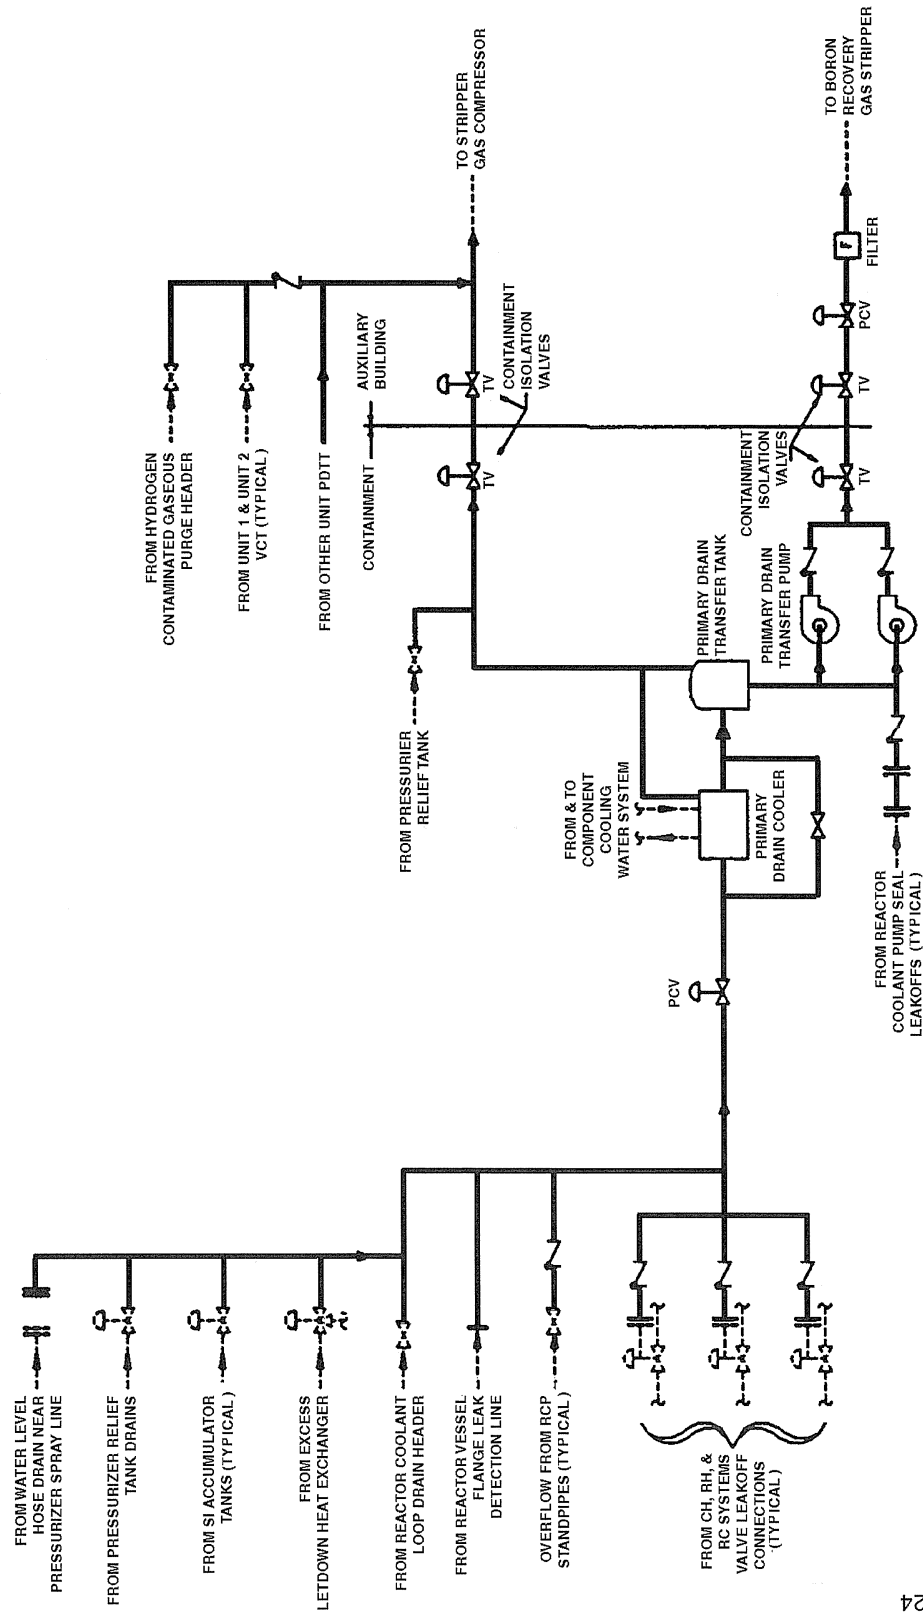 FROM WATER LEVEL
HOSE DRAIN NEAR
PRESSURIZER SPRAY LINE
FROM PRESSURIZER RELIEF
TANK DRAINS
FROM SI ACCUMULATOR
TANKS (TYPICAL)
FROM EXCESS
LETDOWN HEAT EXCHANGER
FROM REACTOR COOLANT
LOOP DRAIN HEADER
FROM REACTOR VESSEL
FLANGE LEAK
DETECTION LINE
OVERFLOW FROM RCP
STANDPIPES (TYPICAL)
FROM CH, RH, &
RC SYSTEMS
VALVE LEAKOFF
CONNECTIONS
(TYPICAL)
PCV
FROM & TO
COMPONENT
COOLING
WATER SYSTEM
PRIMARY
DRAIN COOLER
FROM REACTOR
COOLANT PUMP SEAL
LEAKOFFS (TYPICAL)
FROM PRESSURIER
RELIEF TANK
PRIMARY DRAIN
TRANSFER TANK
PRIMARY DRAIN
TRANSFER PUMP
FROM HYDROGEN
CONTAMINATED GASEOUS
PURGE HEADER
FROM UNIT 1 & UNIT 2
VCT (TYPICAL)
FROM OTHER UNIT PDTT
CONTAINMENT
AUXILIARY
BUILDING
TV
TV
CONTAINMENT
ISOLATION
VALVES
CONTAINMENT
ISOLATION
VALVES
TV
TV
PCV
F
FILTER
TO STRIPPER
GAS COMPRESSOR
TO BORON
RECOVERY
GAS STRIPPER
24